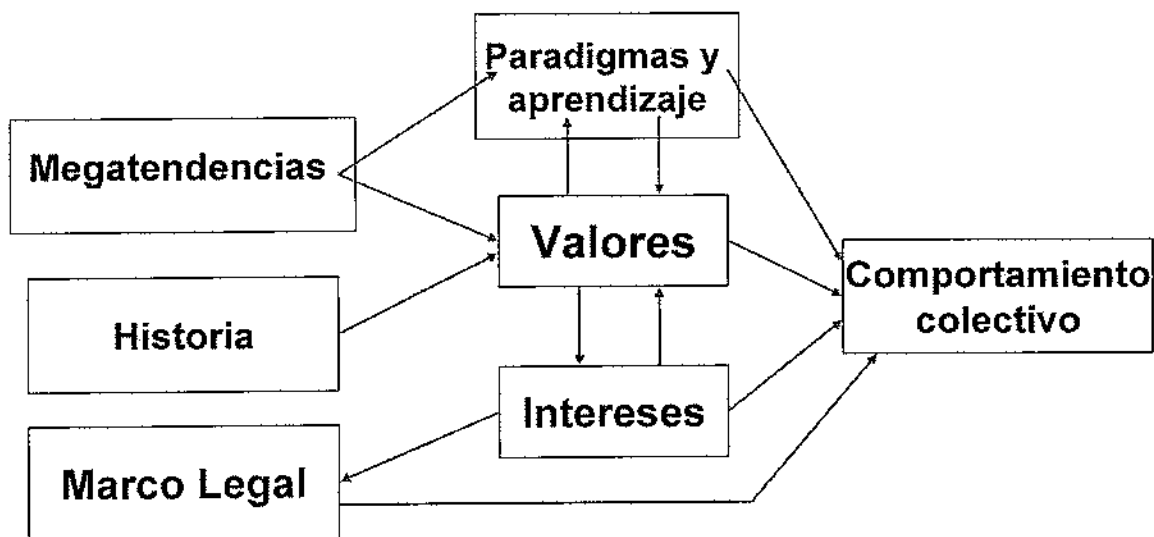 Paradigmas y
aprendizaje
Megatendencias
Valores
Comportamiento
colectivo
Historia
Intereses
Marco Legal